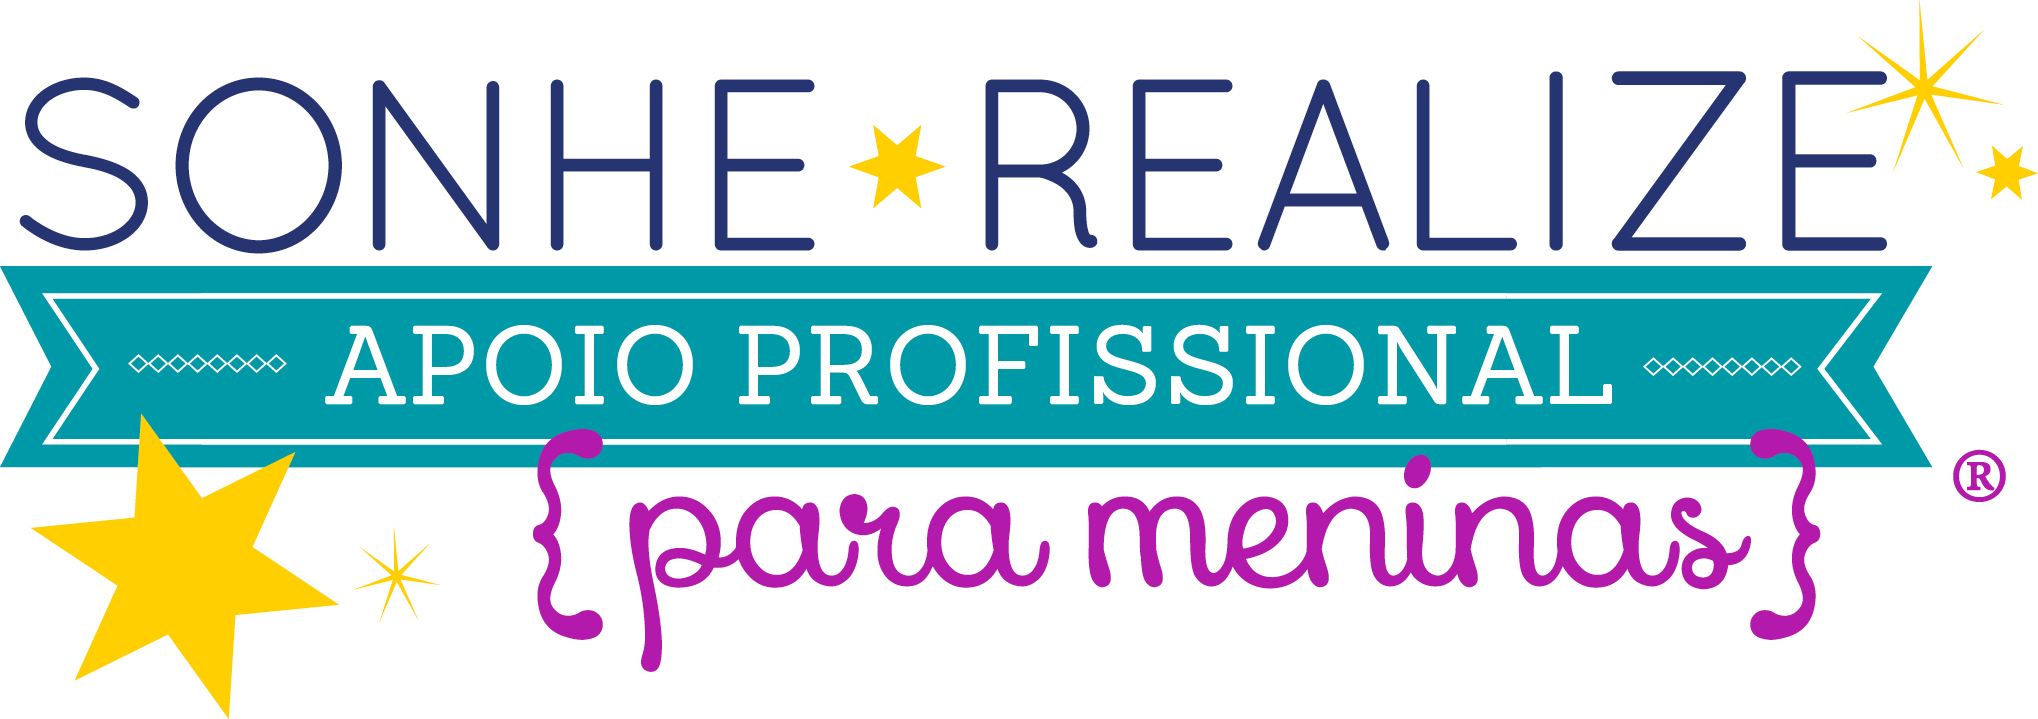 SONHE REALIZE
APOIO PROFISSIONAL
{para meninas} ®